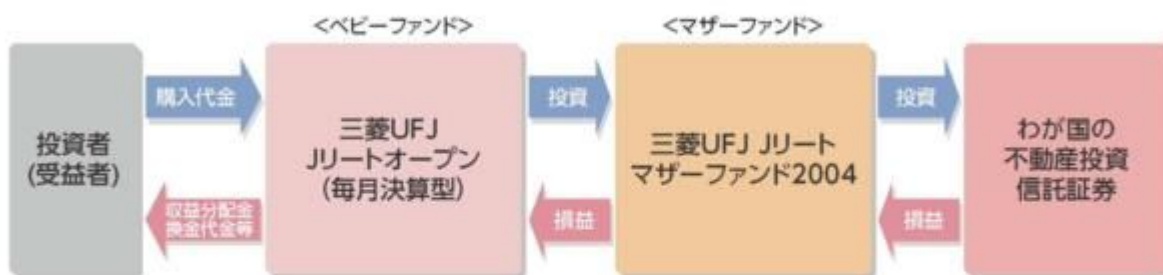 <ベビーファンド>
<マザーファンド>
投資者
(受益者)
購入代金
収益分配金
換金代金等
三菱UFJ
Jリートオープン
(毎月決算型)
投資
損益
三菱UFJ Jリート
マザーファンド2004
投資
損益
わが国の
不動産投資
信託証券